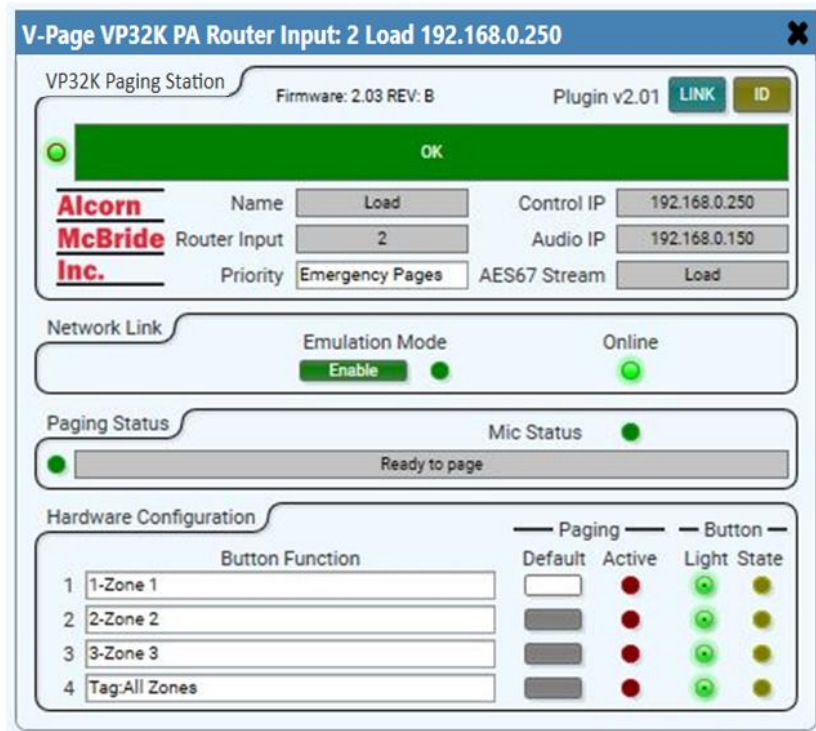 V-Page VP32K PA Router Input: 2 Load 192.168.0.250
VP32K Paging Station
Firmware: 2.03 REV: B
Plugin v2.01 LINK ID
OK
Alcorn
McBride
Inc.
Name Load Control IP 192.168.0.250
Router Input 2 Audio IP 192.168.0.150
Priority Emergency Pages AES67 Stream Load
Network Link
Emulation Mode Online
Enable
Paging Status
Mic Status
Ready to page
Hardware Configuration
Paging Button
Button Function Default Active Light State
1 1-Zone 1
2 2-Zone 2
3 3-Zone 3
4 Tag:All Zones